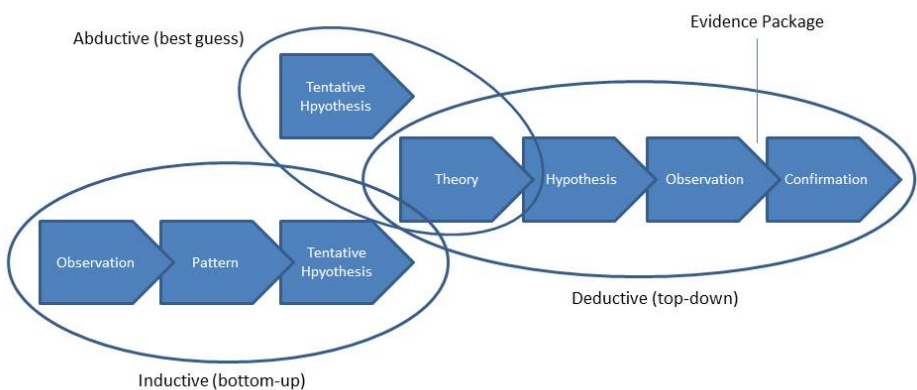 Evidence Package
Abductive (best guess)
Tentative
Hpyothesis
Theory
Hypothesis
Observation
Confirmation
Observation
Pattern
Tentative
Hpyothesis
Deductive (top-down)
Inductive (bottom-up)